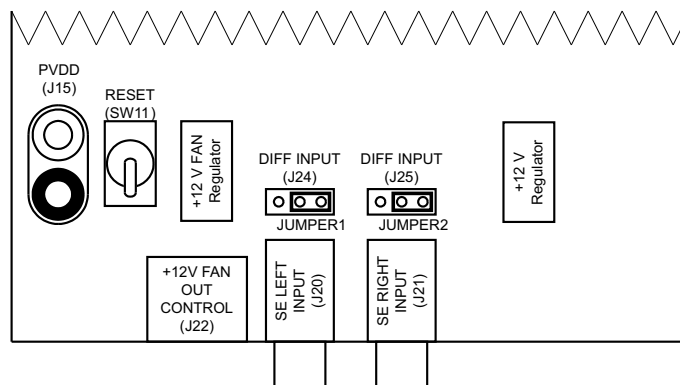 PVDD
(J15)
RESET
(SW11)
+12 V FAN
Regulator
DIFF INPUT
(J24)
JUMPER1
DIFF INPUT
(J25)
JUMPER2
+12 V
Regulator
+12V FAN
OUT
CONTROL
(J22)
SE LEFT
INPUT
(J20)
SE RIGHT
INPUT
(J21)